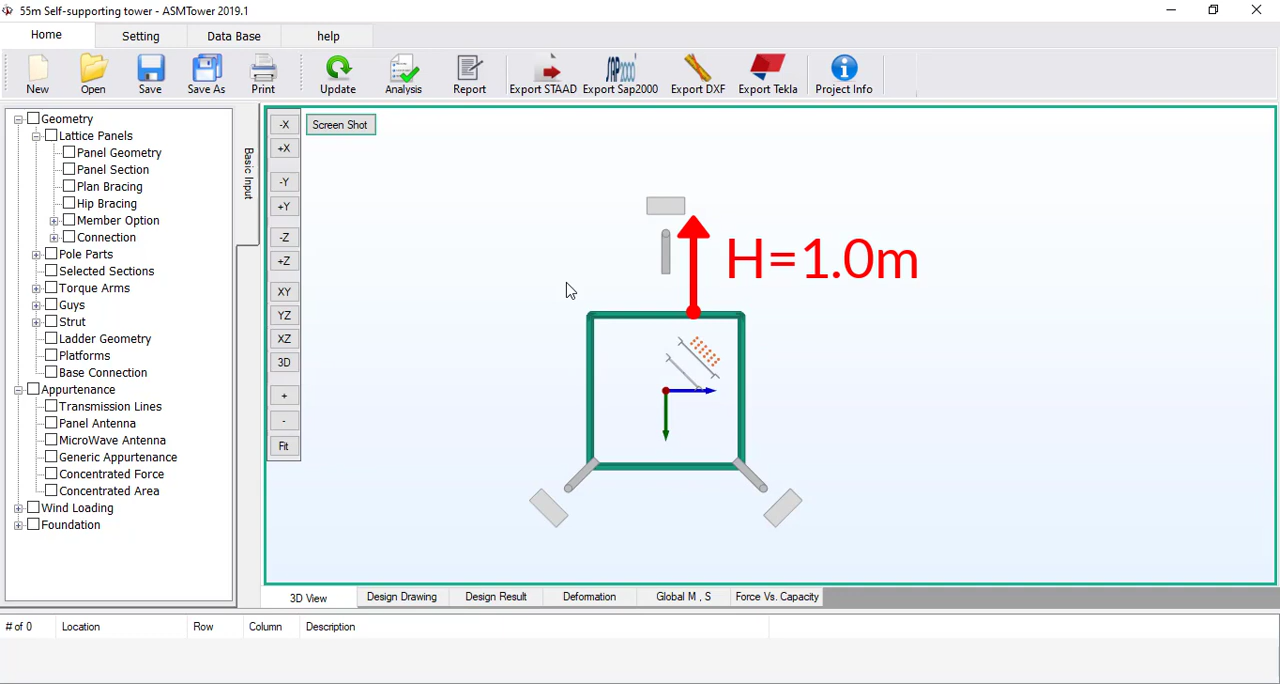 55m Self-supporting tower - ASMTower 2019.1
Home Setting Data Base help
New Open Save Save As Print Update Analysis Report Export STAAD Export Sap2000 Export DXF Export Tekla Project Info
Geometry
Lattice Panels
Panel Geometry
Panel Section
Plan Bracing
Hip Bracing
Member Option
Connection
Pole Parts
Selected Sections
Torque Arms
Guys
Strut
Ladder Geometry
Platforms
Base Connection
Appurtenance
Transmission Lines
Panel Antenna
MicroWave Antenna
Generic Appurtenance
Concentrated Force
Concentrated Area
Wind Loading
Foundation
Basic Input
-X
+X
-Y
+Y
-Z
+Z
XY
YZ
XZ
3D
+
-
Fit
Screen Shot
H=1.0m
3D View Design Drawing Design Result Deformation Global M , S Force Vs. Capacity
# of 0 Location Row Column Description